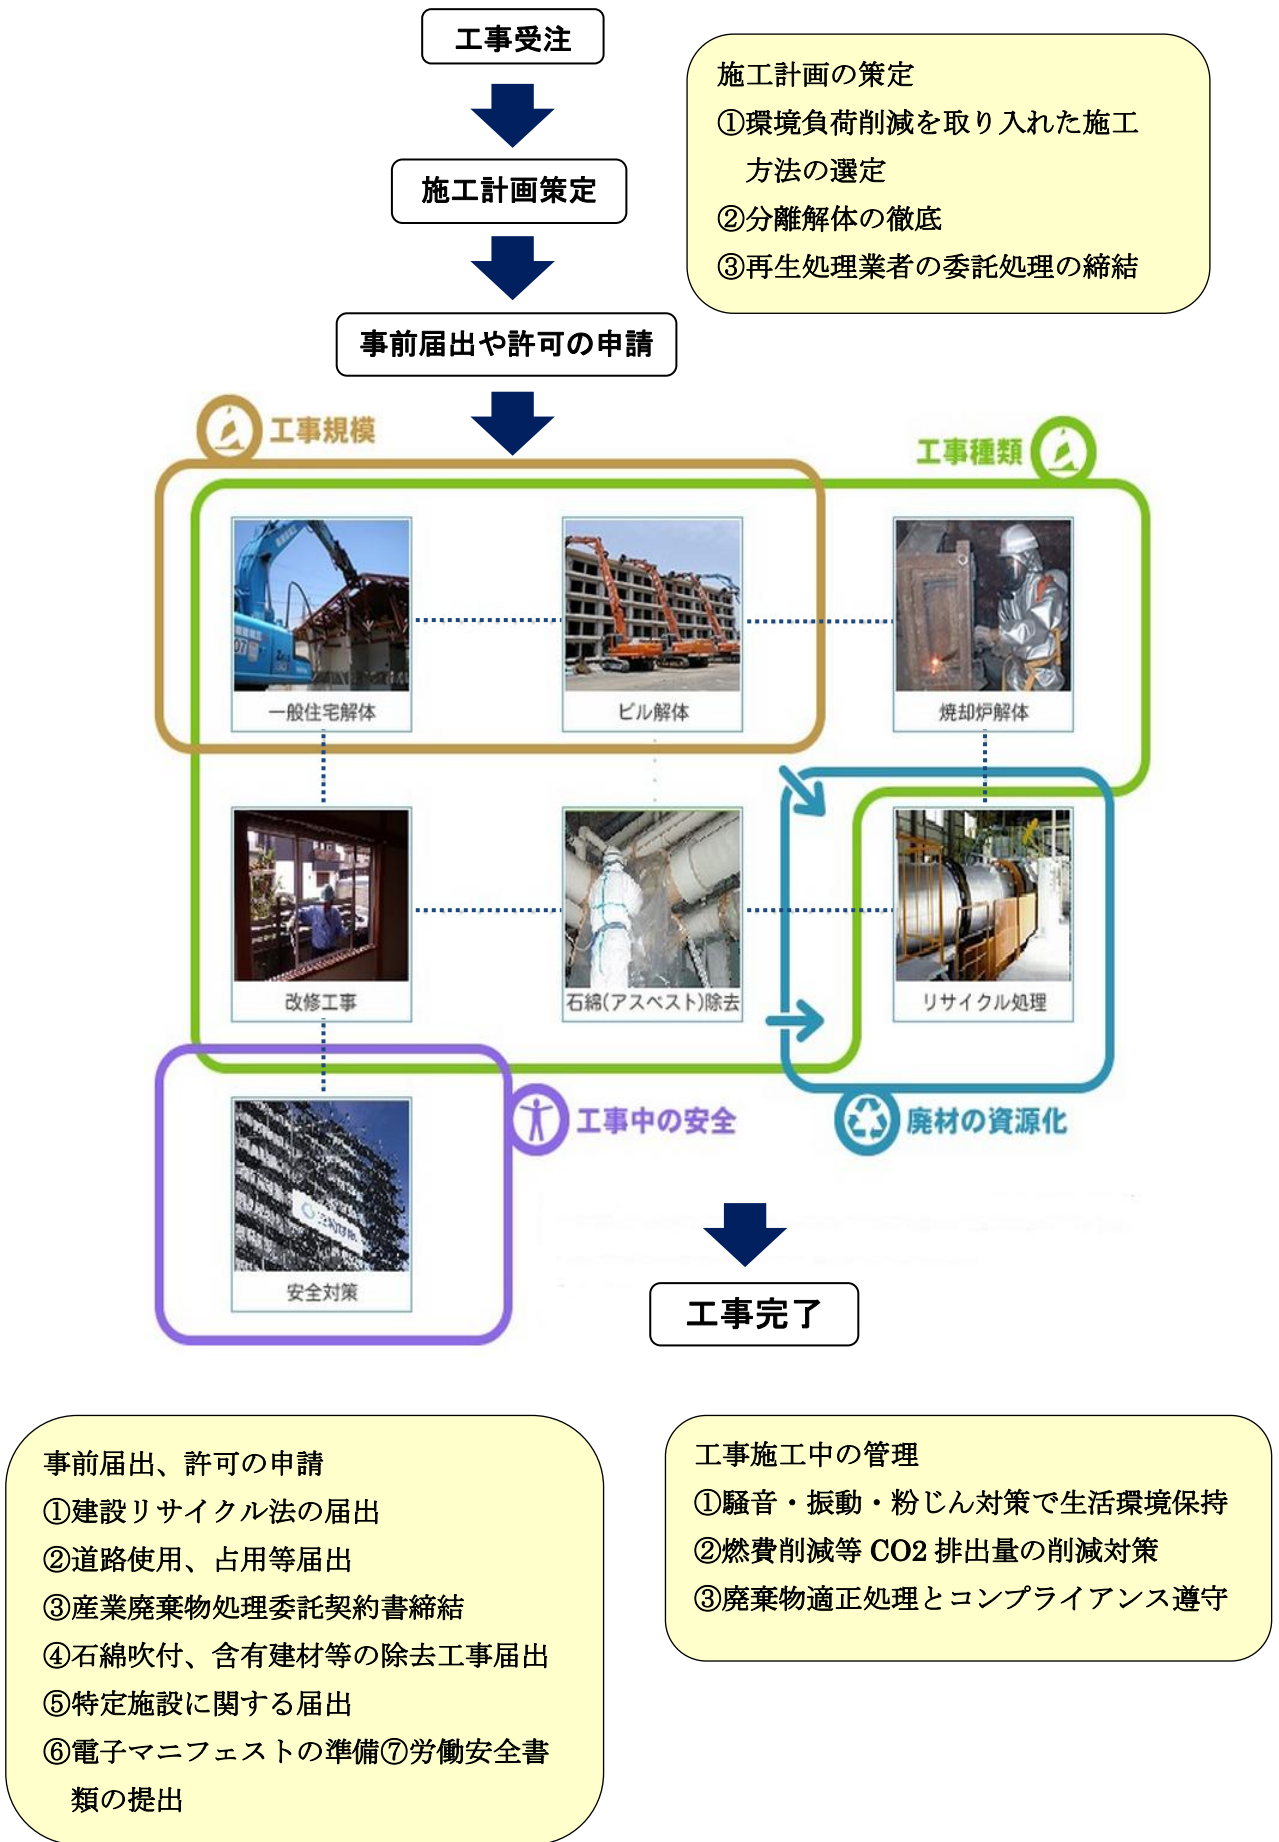 工事受注
施工計画の策定
①環境負荷削減を取り入れた施工
方法の選定
②分離解体の徹底
③再生処理業者の委託処理の締結
施工計画策定
事前届出や許可の申請
工事規模
工事種類
一般住宅解体
ビル解体
焼却炉解体
改修工事
石綿(アスベスト)除去
リサイクル処理
工事中の安全
廃材の資源化
安全対策
工事完了
事前届出、許可の申請
①建設リサイクル法の届出
②道路使用、占用等届出
③産業廃棄物処理委託契約書締結
④石綿吹付、含有建材等の除去工事届出
⑤特定施設に関する届出
⑥電子マニフェストの準備⑦労働安全書
類の提出
工事施工中の管理
①騒音・振動・粉じん対策で生活環境保持
②燃費削減等 CO2 排出量の削減対策
③廃棄物適正処理とコンプライアンス遵守